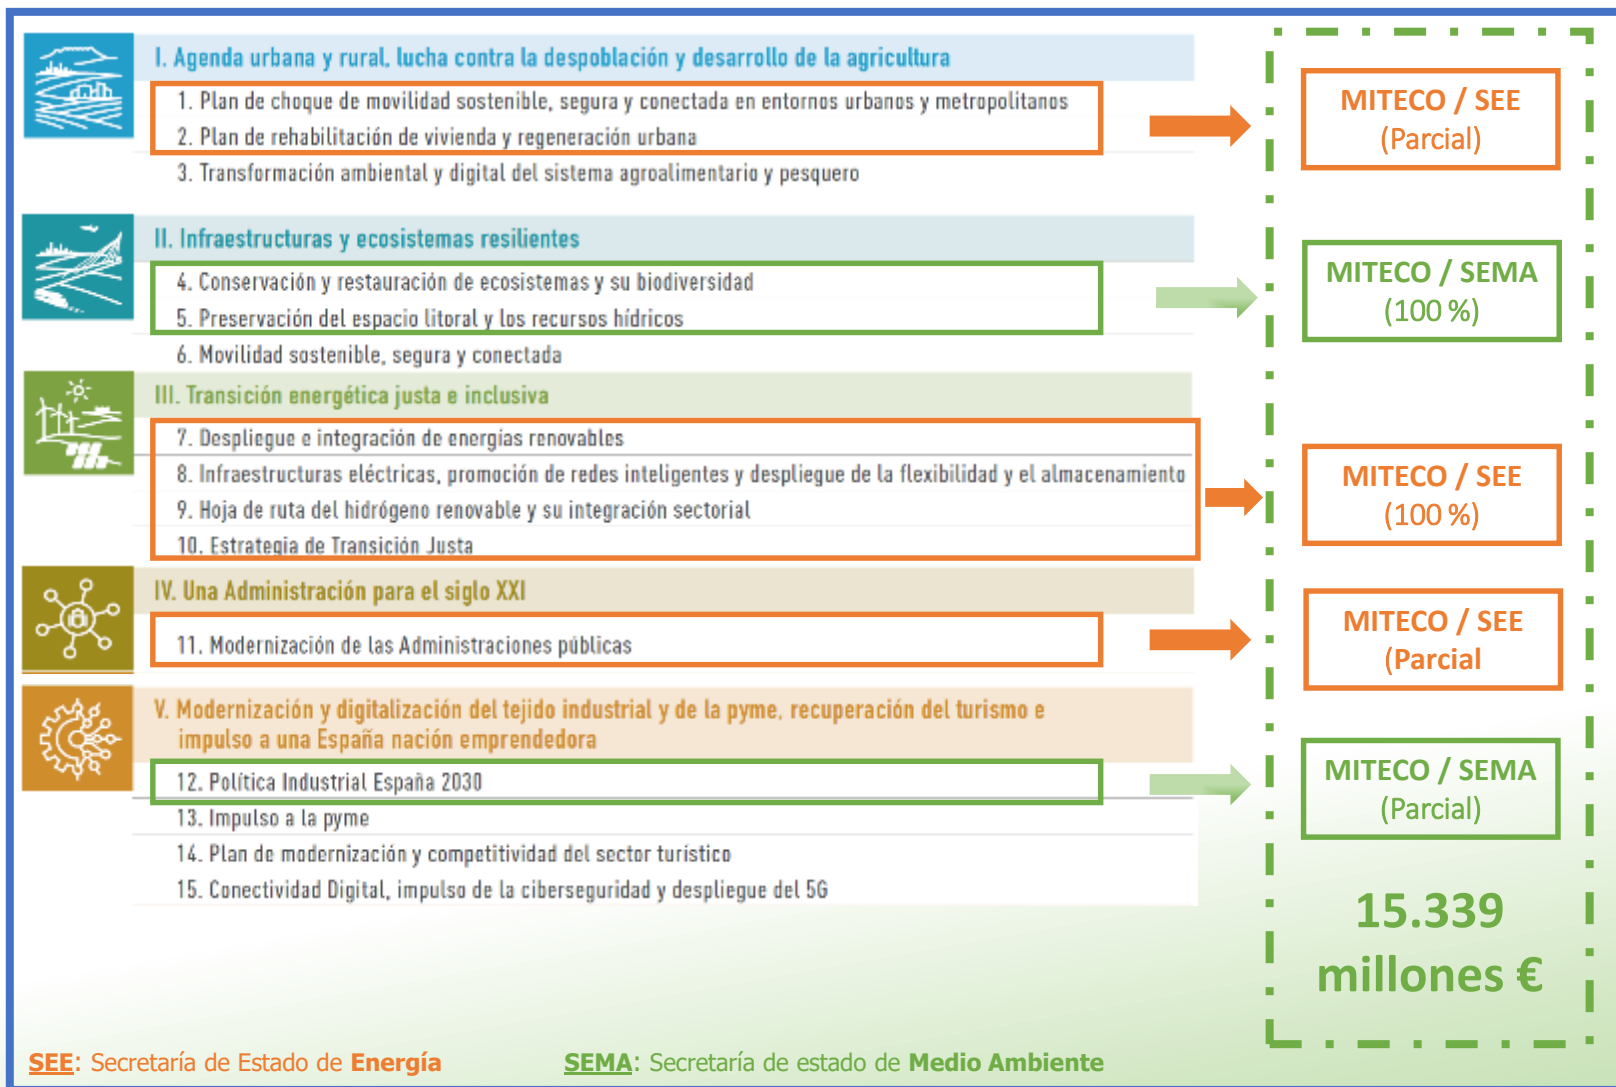 I. Agenda urbana y rural, lucha contra la despoblación y desarrollo de la agricultura
1. Plan de choque de movilidad sostenible, segura y conectada en entornos urbanos y metropolitanos
2. Plan de rehabilitación de vivienda y regeneración urbana
3. Transformación ambiental y digital del sistema agroalimentario y pesquero
MITECO / SEE
(Parcial)
II. Infraestructuras y ecosistemas resilientes
4. Conservación y restauración de ecosistemas y su biodiversidad
5. Preservación del espacio litoral y los recursos hídricos
6. Movilidad sostenible, segura y conectada
MITECO / SEMA
(100 %)
III. Transición energética justa e inclusiva
7. Despliegue e integración de energías renovables
8. Infraestructuras eléctricas, promoción de redes inteligentes y despliegue de la flexibilidad y el almacenamiento
9. Hoja de ruta del hidrógeno renovable y su integración sectorial
10. Estrategia de Transición Justa
MITECO / SEE
(100 %)
IV. Una Administración para el siglo XXI
11. Modernización de las Administraciones públicas
MITECO / SEE
(Parcial
V. Modernización y digitalización del tejido industrial y de la pyme, recuperación del turismo e
impulso a una España nación emprendedora
12. Política Industrial España 2030
13. Impulso a la pyme
14. Plan de modernización y competitividad del sector turístico
15. Conectividad Digital, impulso de la ciberseguridad y despliegue del 5G
MITECO / SEMA
(Parcial)
15.339
millones €
SEE: Secretaría de Estado de Energía
SEMA: Secretaría de estado de Medio Ambiente